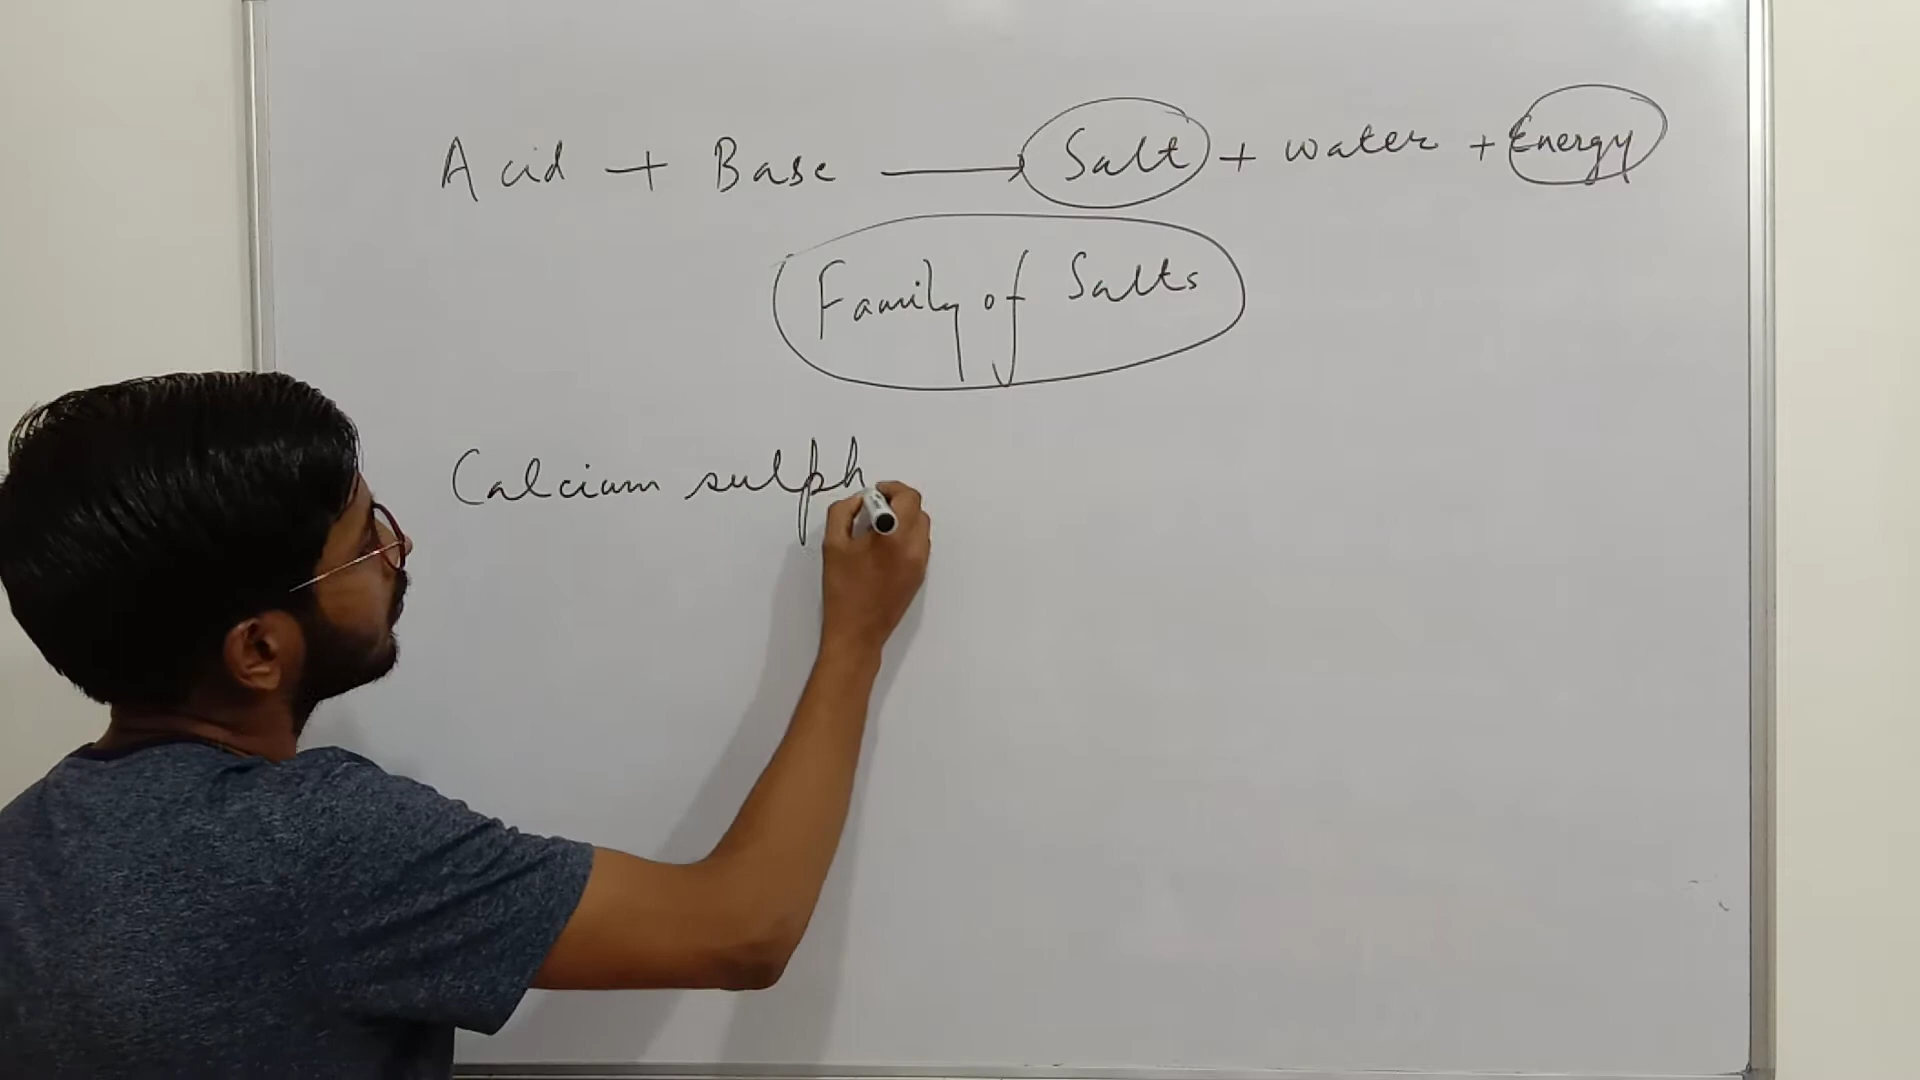 Acid + Base → Salt + water + Energy
Family of Salts
Calcium sulph